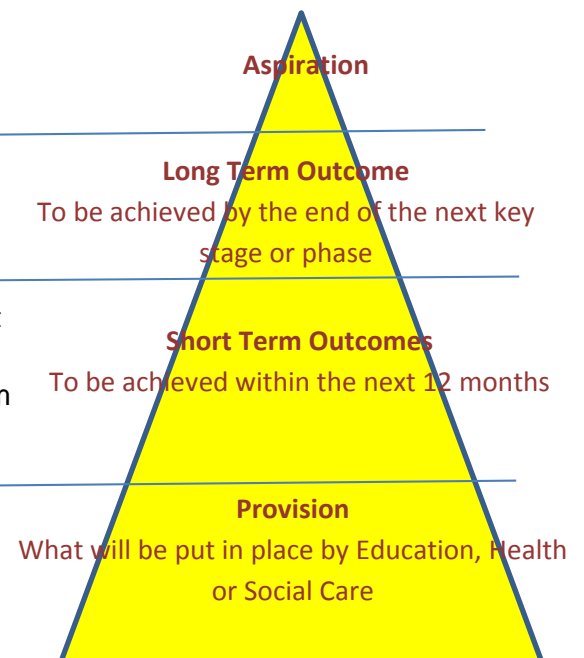 Aspiration
Long Term Outcome
To be achieved by the end of the next key
stage or phase
Short Term Outcomes
To be achieved within the next 12 months
Provision
What will be put in place by Education, Health
or Social Care